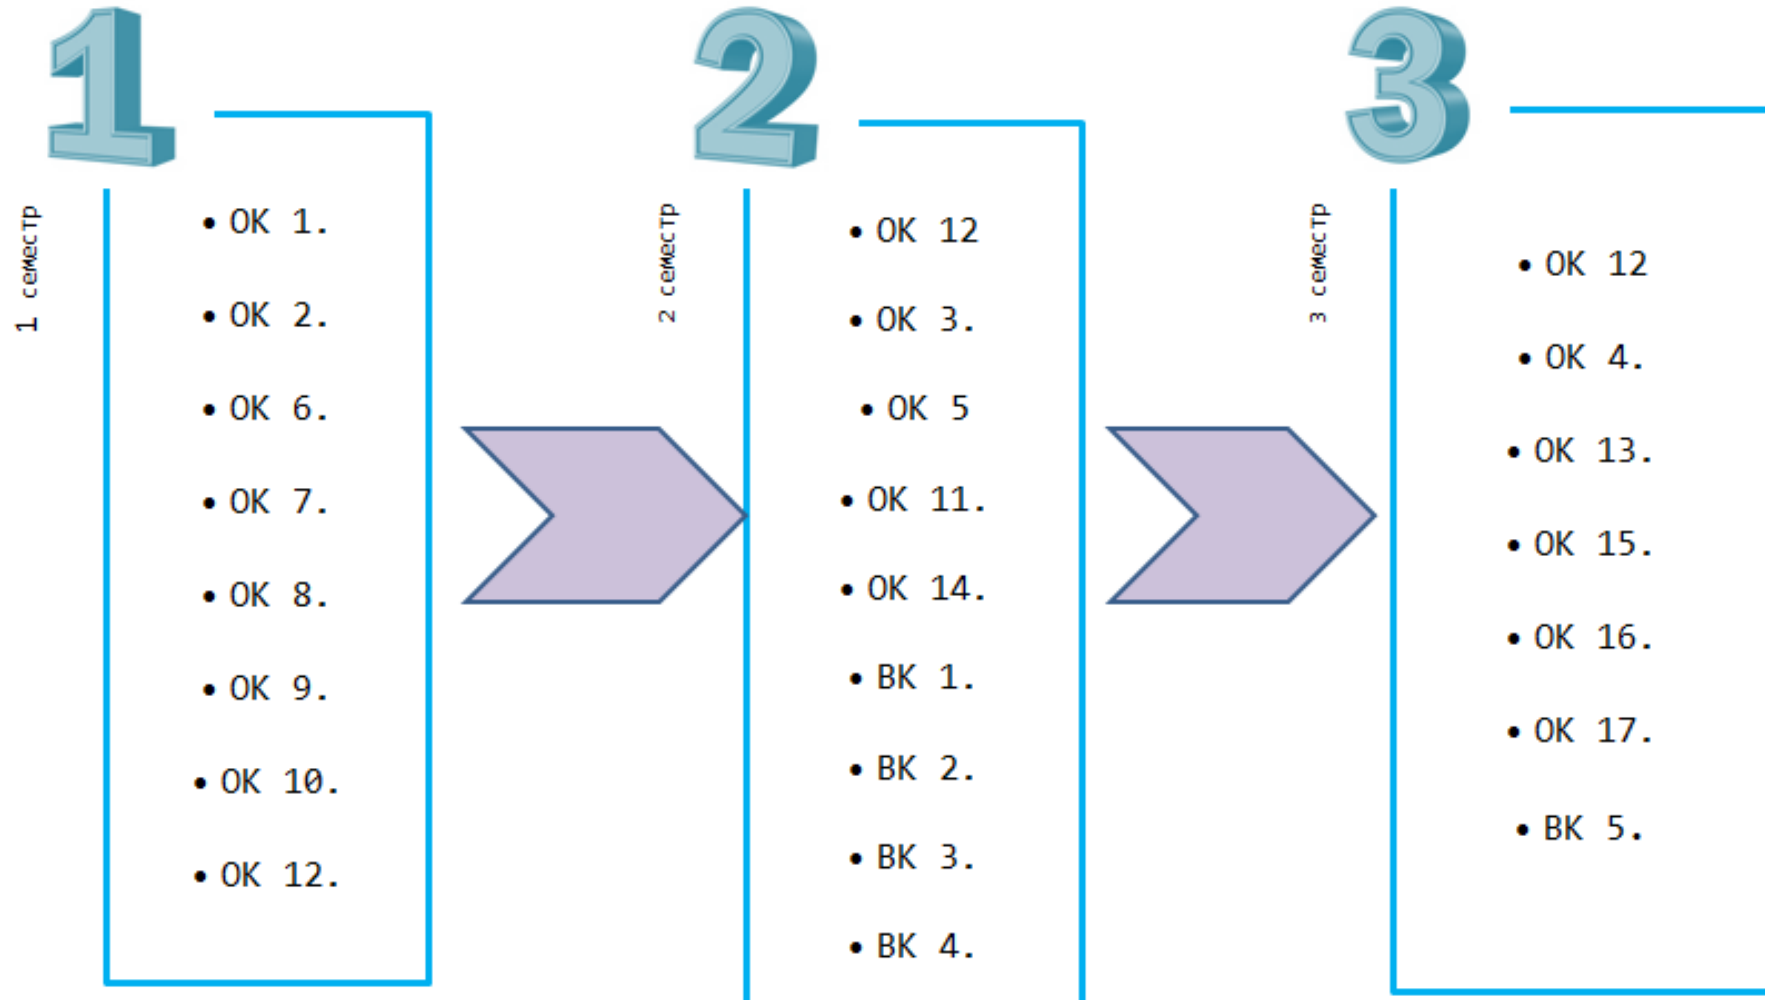 1
1 семестр
• ОК 1.
• ОК 2.
• ОК 6.
• ОК 7.
• ОК 8.
• ОК 9.
• ОК 10.
• ОК 12.
2
2 семестр
• ОК 12
• ОК 3.
• ОК 5
• ОК 11.
• ОК 14.
• ВК 1.
• ВК 2.
• ВК 3.
• ВК 4.
3
3 семестр
• ОК 12
• ОК 4.
• ОК 13.
• ОК 15.
• ОК 16.
• ОК 17.
• ВК 5.